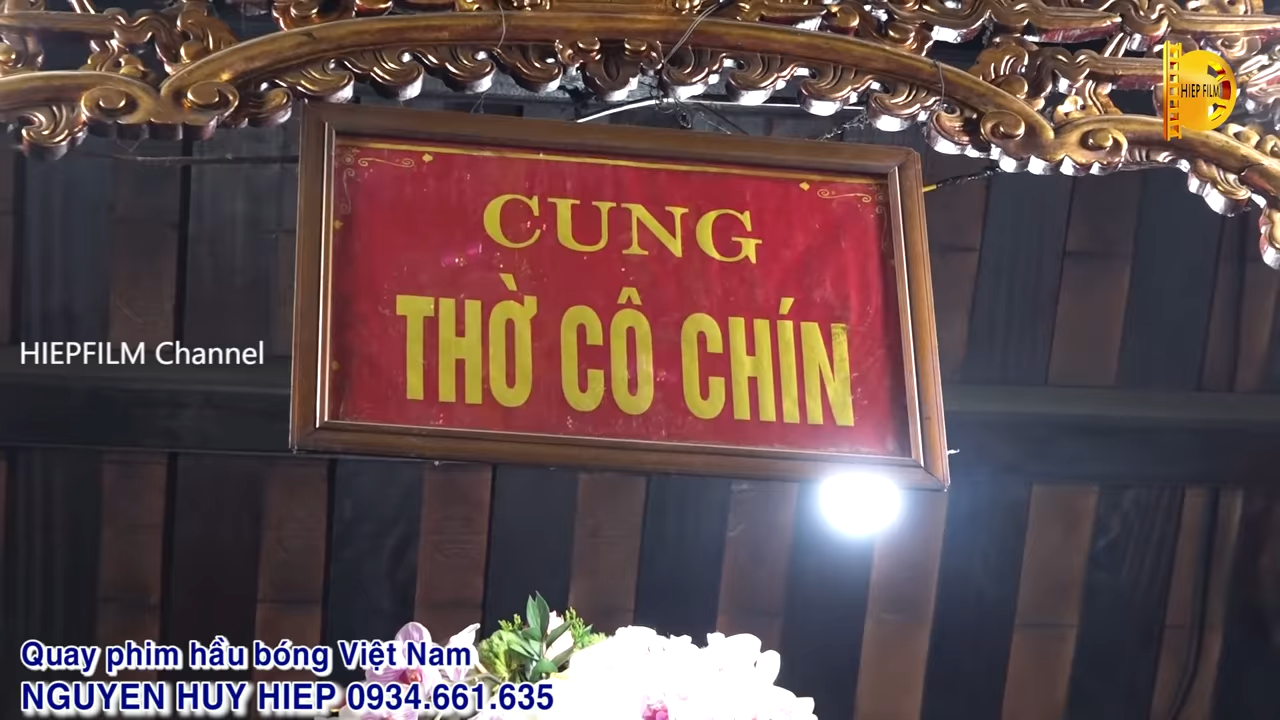 HIEP FILM
CUNG
THỜ CÔ CHÍN
HIEPFILM Channel
Quay phim hầu bóng Việt Nam
NGUYEN HUY HIEP 0934.661.635